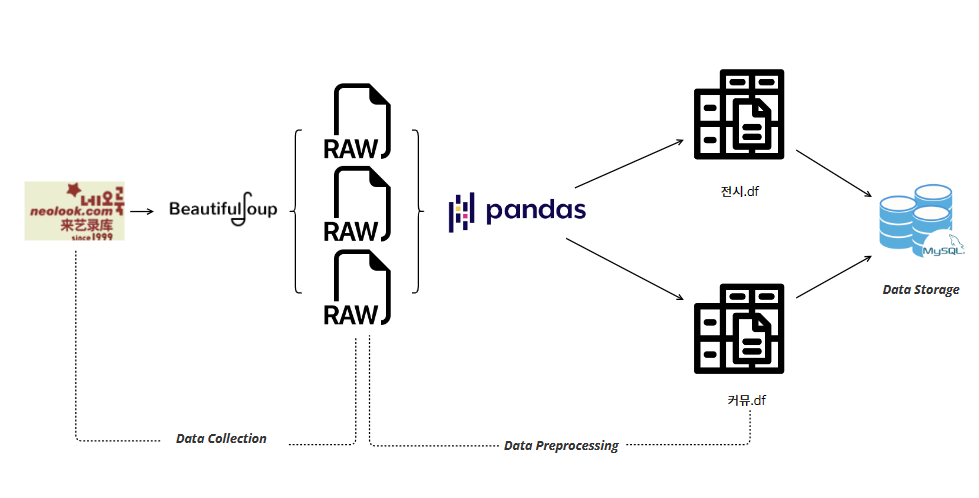 네오룩
neolook.com
来艺录库
since1999
BeautifulSoup
RAW
RAW
RAW
pandas
전시.df
커뮤.df
MySQL
Data Storage
Data Collection
Data Preprocessing